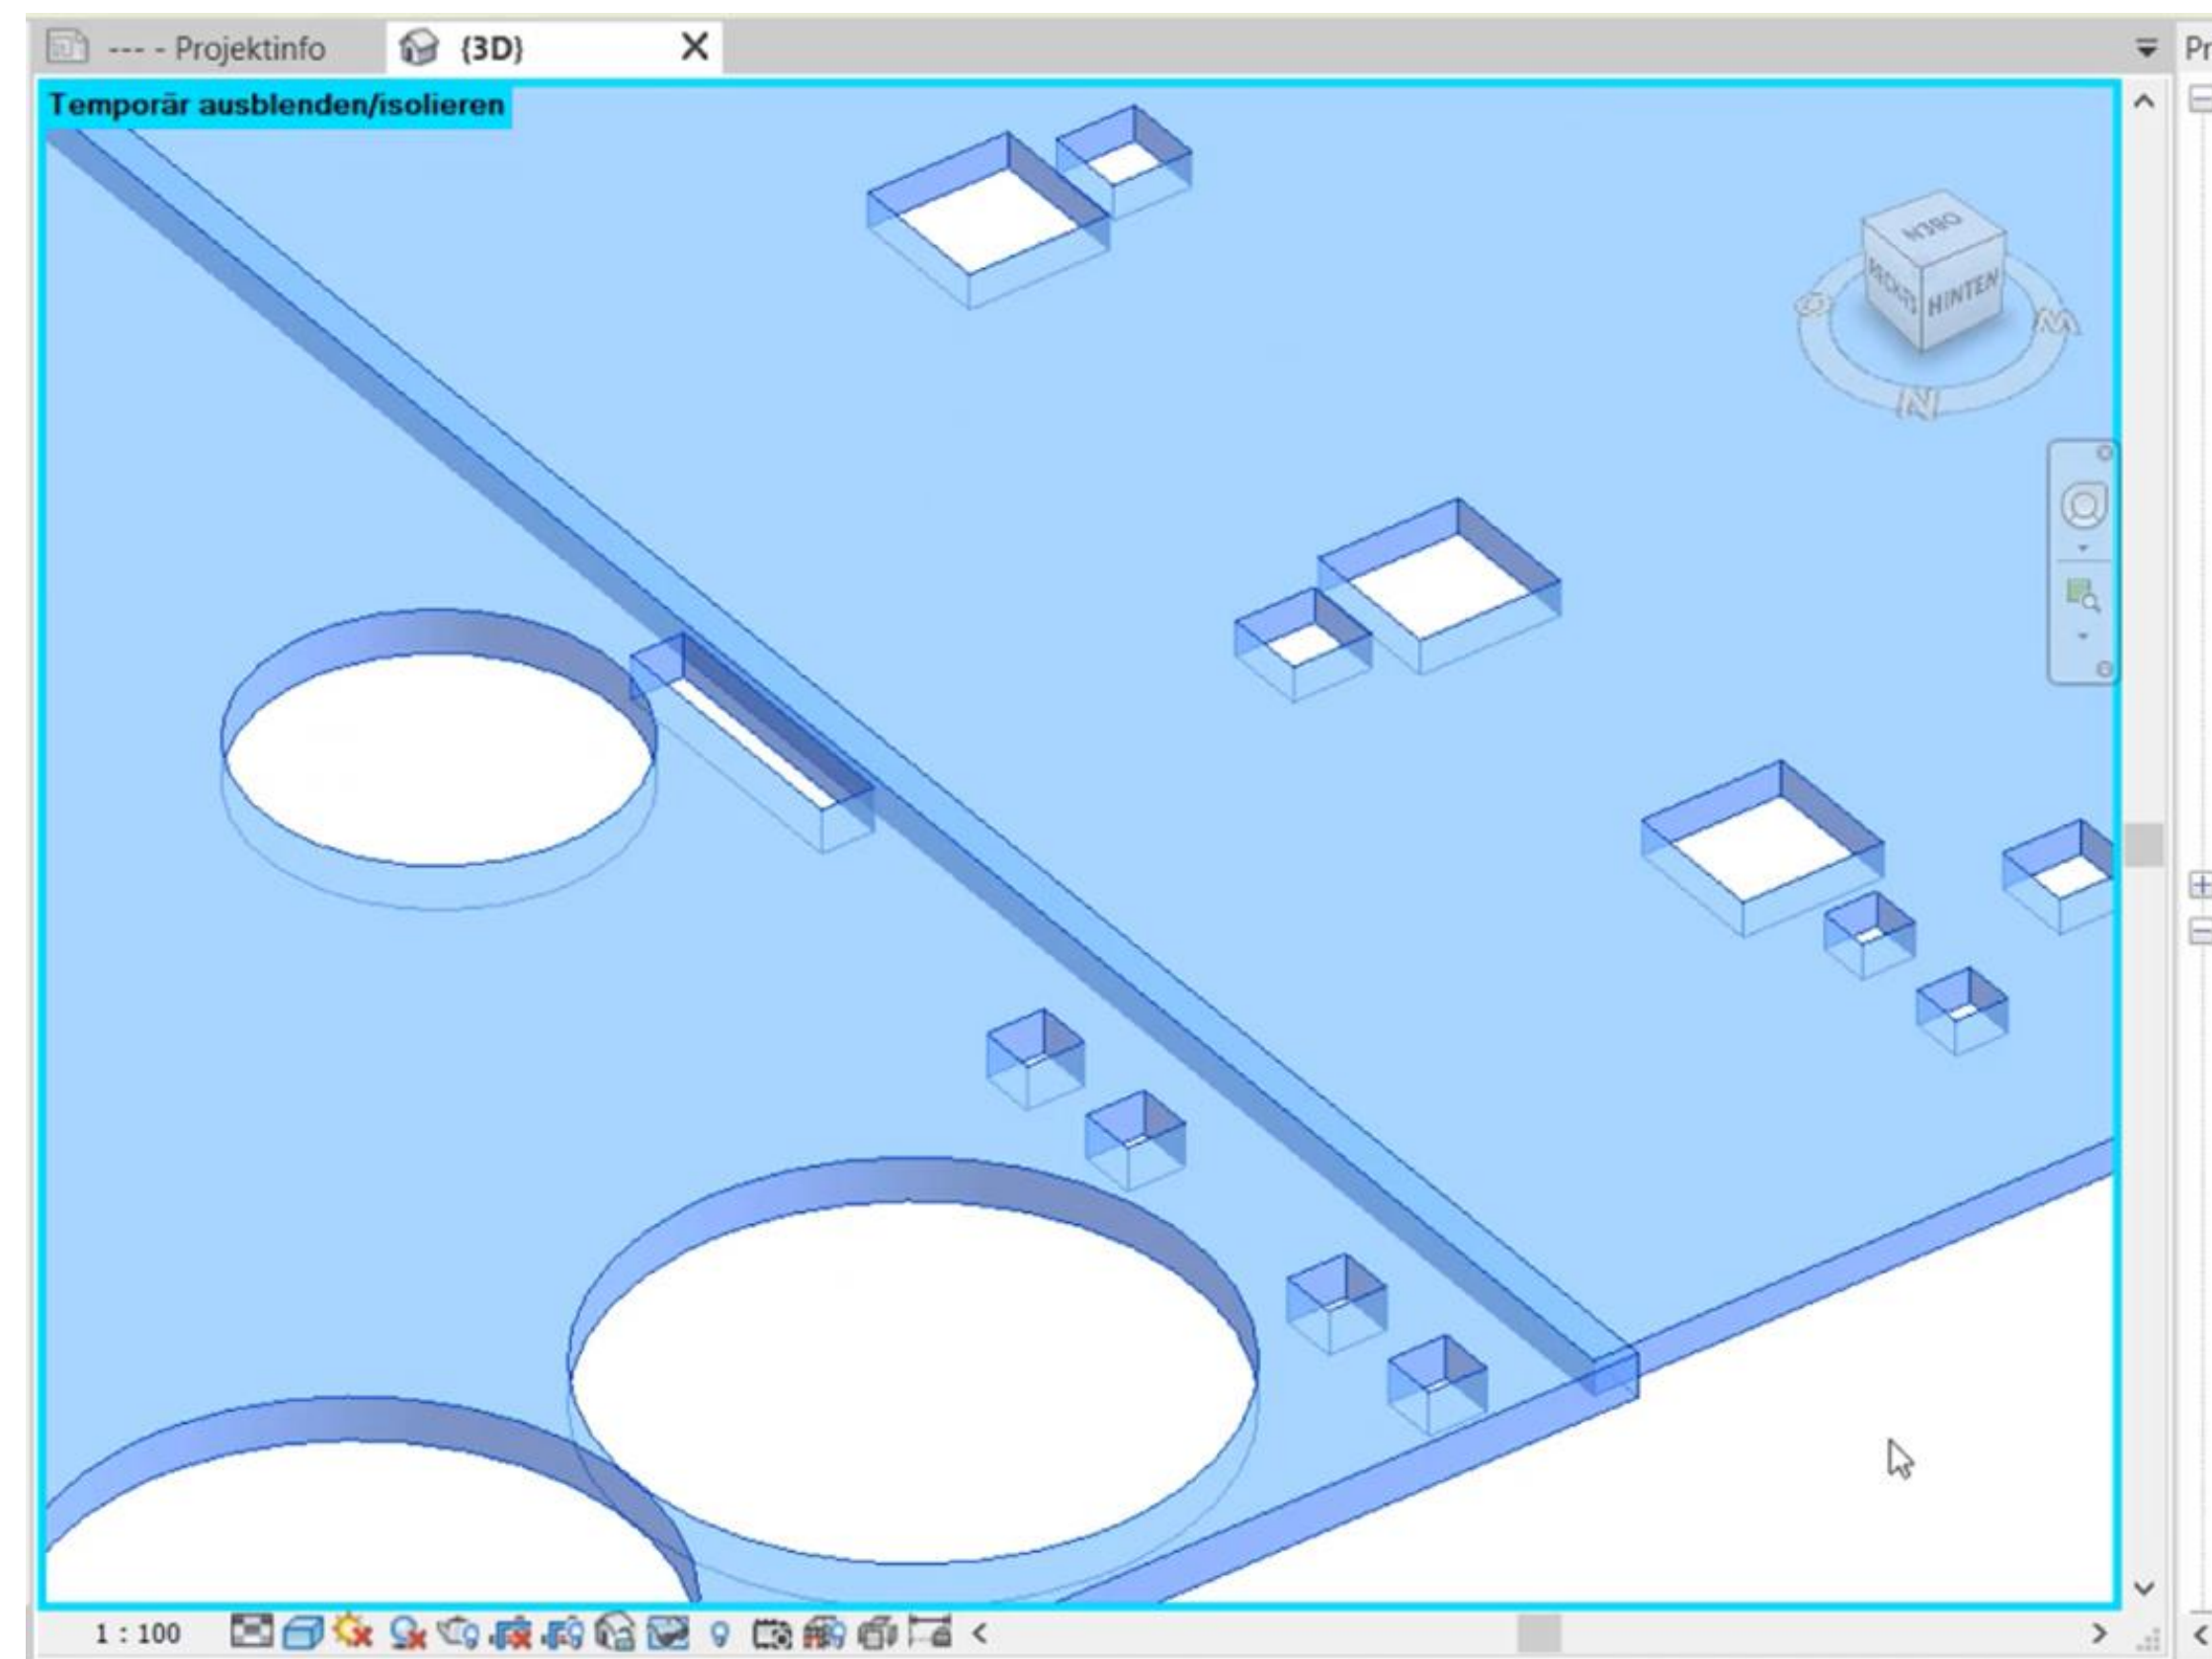 --- - Projektinfo
{3D}
Pr
Temporär ausblenden/isolieren
OBEN
RECHTS
HINTEN
O
W
N
1 : 100